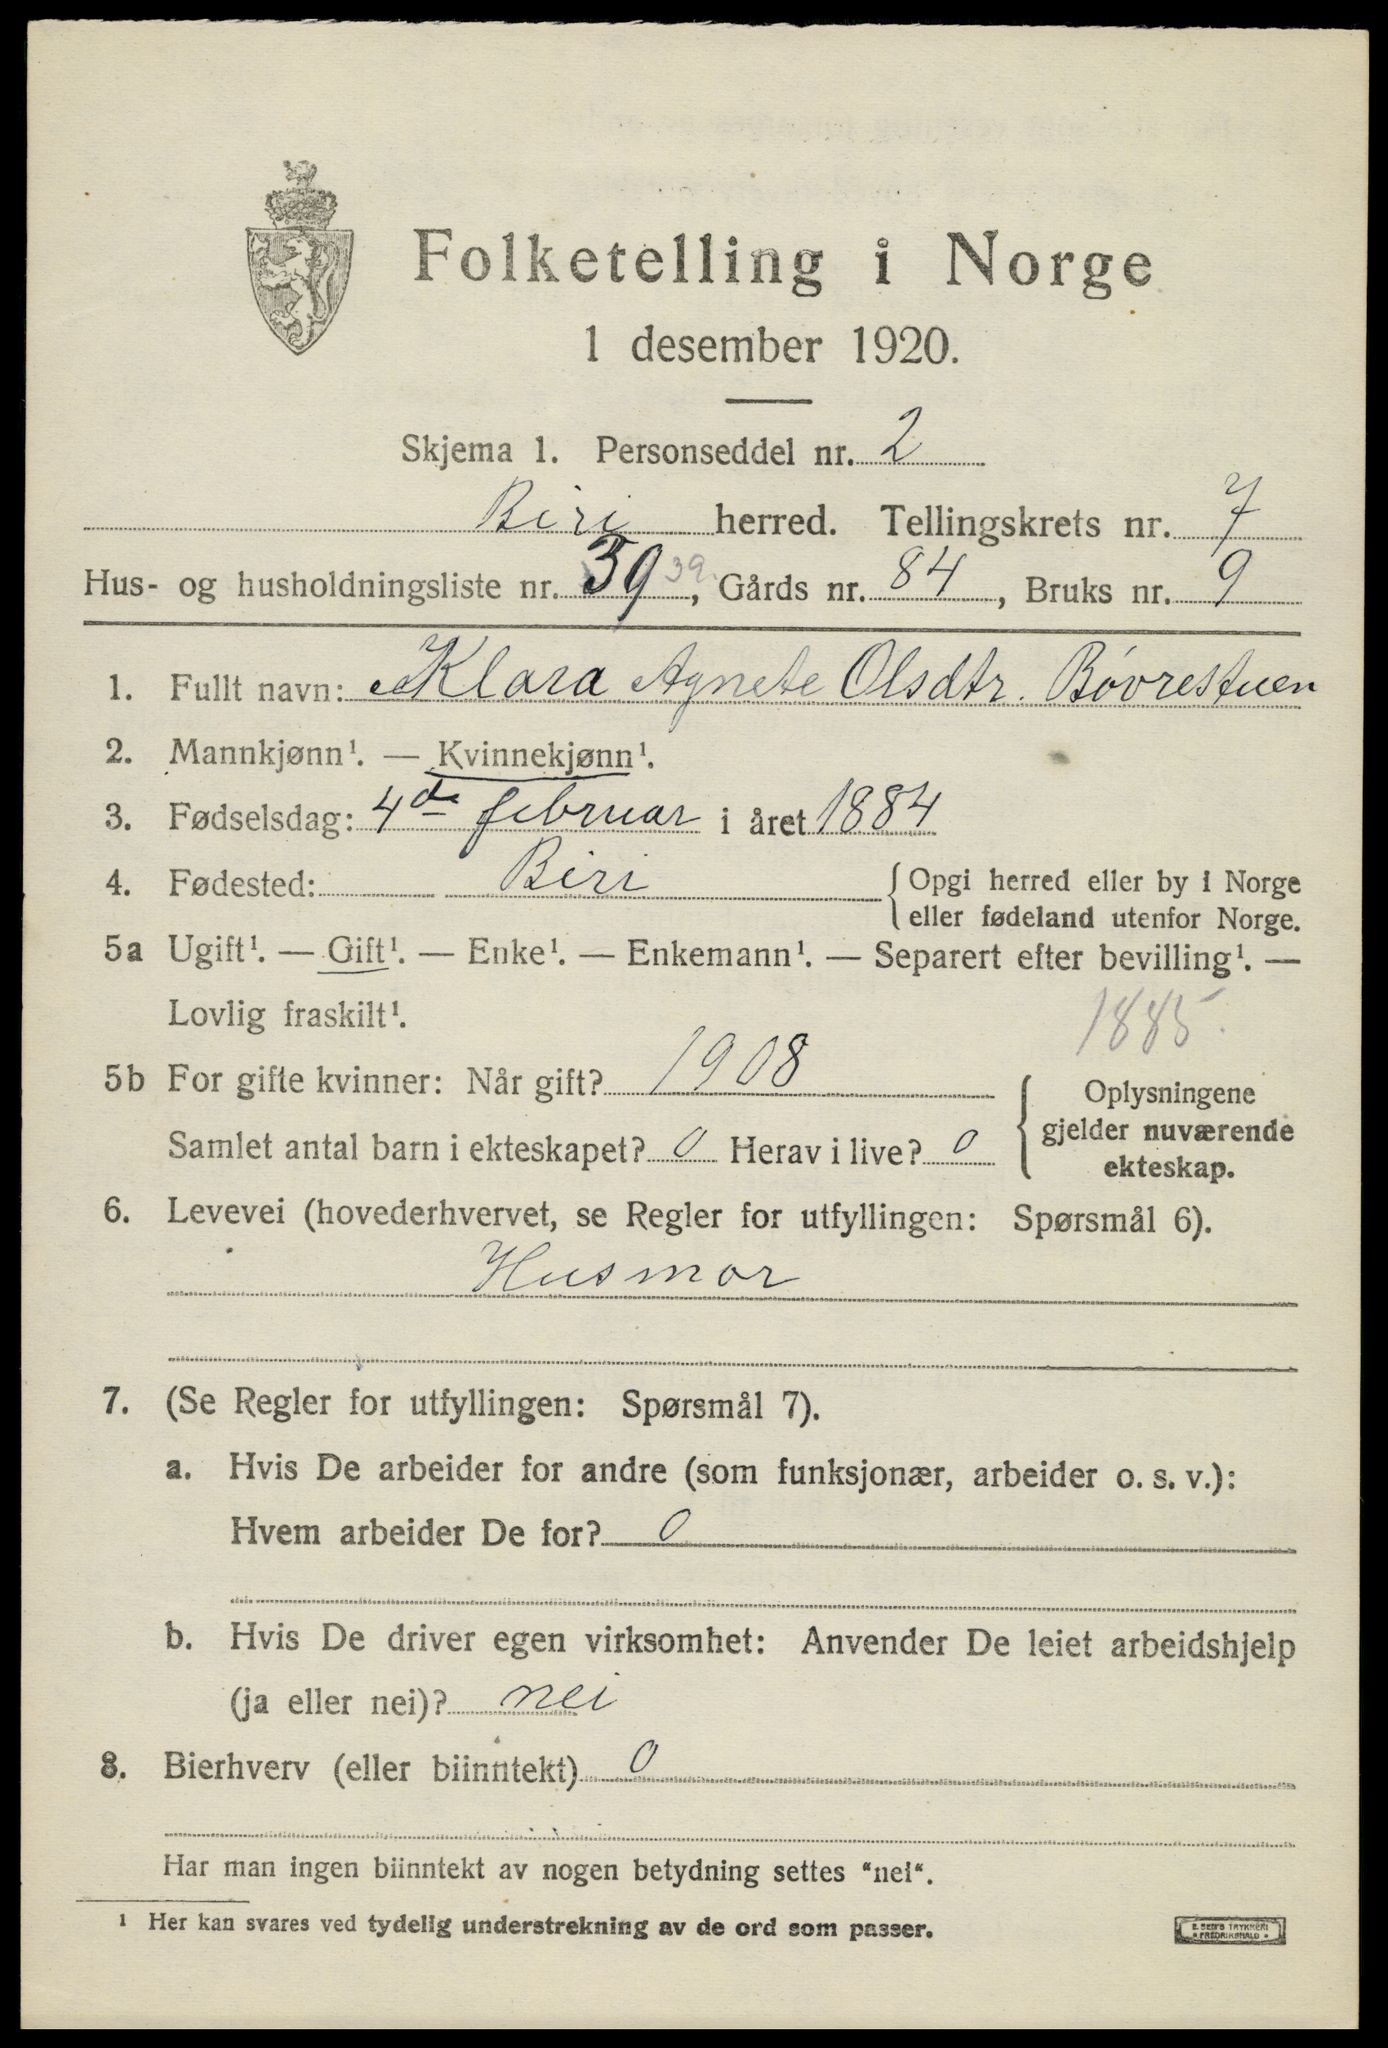 Folketelling i Norge
1 desember 1920.
Skjema 1. Personseddel nr. 2
Biri herred. Tellingskrets nr. 7
Hus- og husholdningsliste nr. 39 39, Gårds nr. 84, Bruks nr. 9
1. Fullt navn: Klara Agnete Olsdtr. Bøvrestuen
2. Mannkjønn¹. — Kvinnekjønn¹.
3. Fødselsdag: 4de februar i året 1884
4. Fødested: Biri {Opgi herred eller by i Norge
eller fødeland utenfor Norge.
5a Ugift¹. — Gift¹. — Enke¹. — Enkemann¹. — Separert efter bevilling¹. —
Lovlig fraskilt¹. 1885.
5b For gifte kvinner: Når gift? 1908
Samlet antal barn i ekteskapet? 0 Herav i live? 0
{Oplysningene
gjelder nuværende
ekteskap.
6. Levevei (hovederhvervet, se Regler for utfyllingen: Spørsmål 6).
Husmor
7. (Se Regler for utfyllingen: Spørsmål 7).
a. Hvis De arbeider for andre (som funksjonær, arbeider o. s. v.):
Hvem arbeider De for? 0
b. Hvis De driver egen virksomhet: Anvender De leiet arbeidshjelp
(ja eller nei)? nei
8. Bierhverv (eller biinntekt) 0
Har man ingen biinntekt av nogen betydning settes "nei".
¹ Her kan svares ved tydelig understrekning av de ord som passer.
E. SEM'S TRYKKERI
FREDRIKSHALD